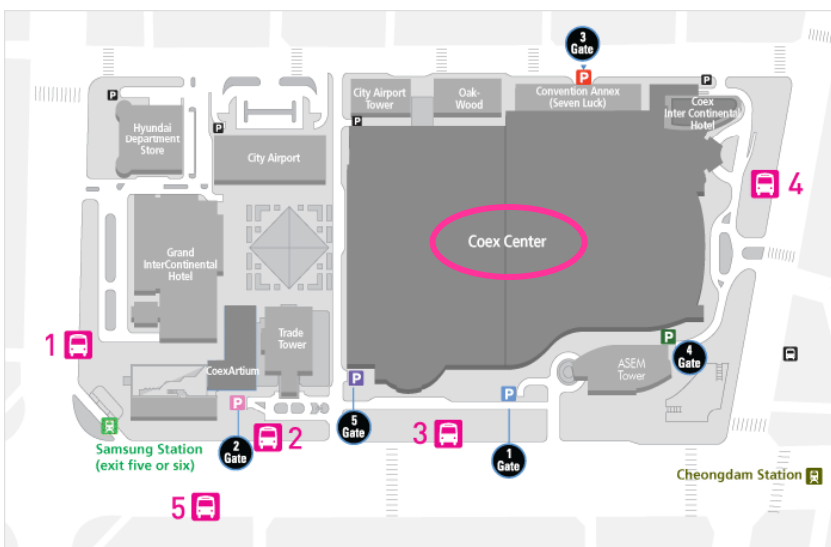 3
Gate
P
P
P
City Airport
Tower
Oak-
Wood
Convention Annex
(Seven Luck)
Coex
Inter Continental
Hotel
P
P
Hyundai
Department
Store
City Airport
4
Coex Center
Grand
InterContinental
Hotel
1
Trade
Tower
CoexArtium
P
P
P
P
ASEM
Tower
4
Gate
Samsung Station
(exit five or six)
2
Gate
2
5
Gate
3
1
Gate
Cheongdam Station
5